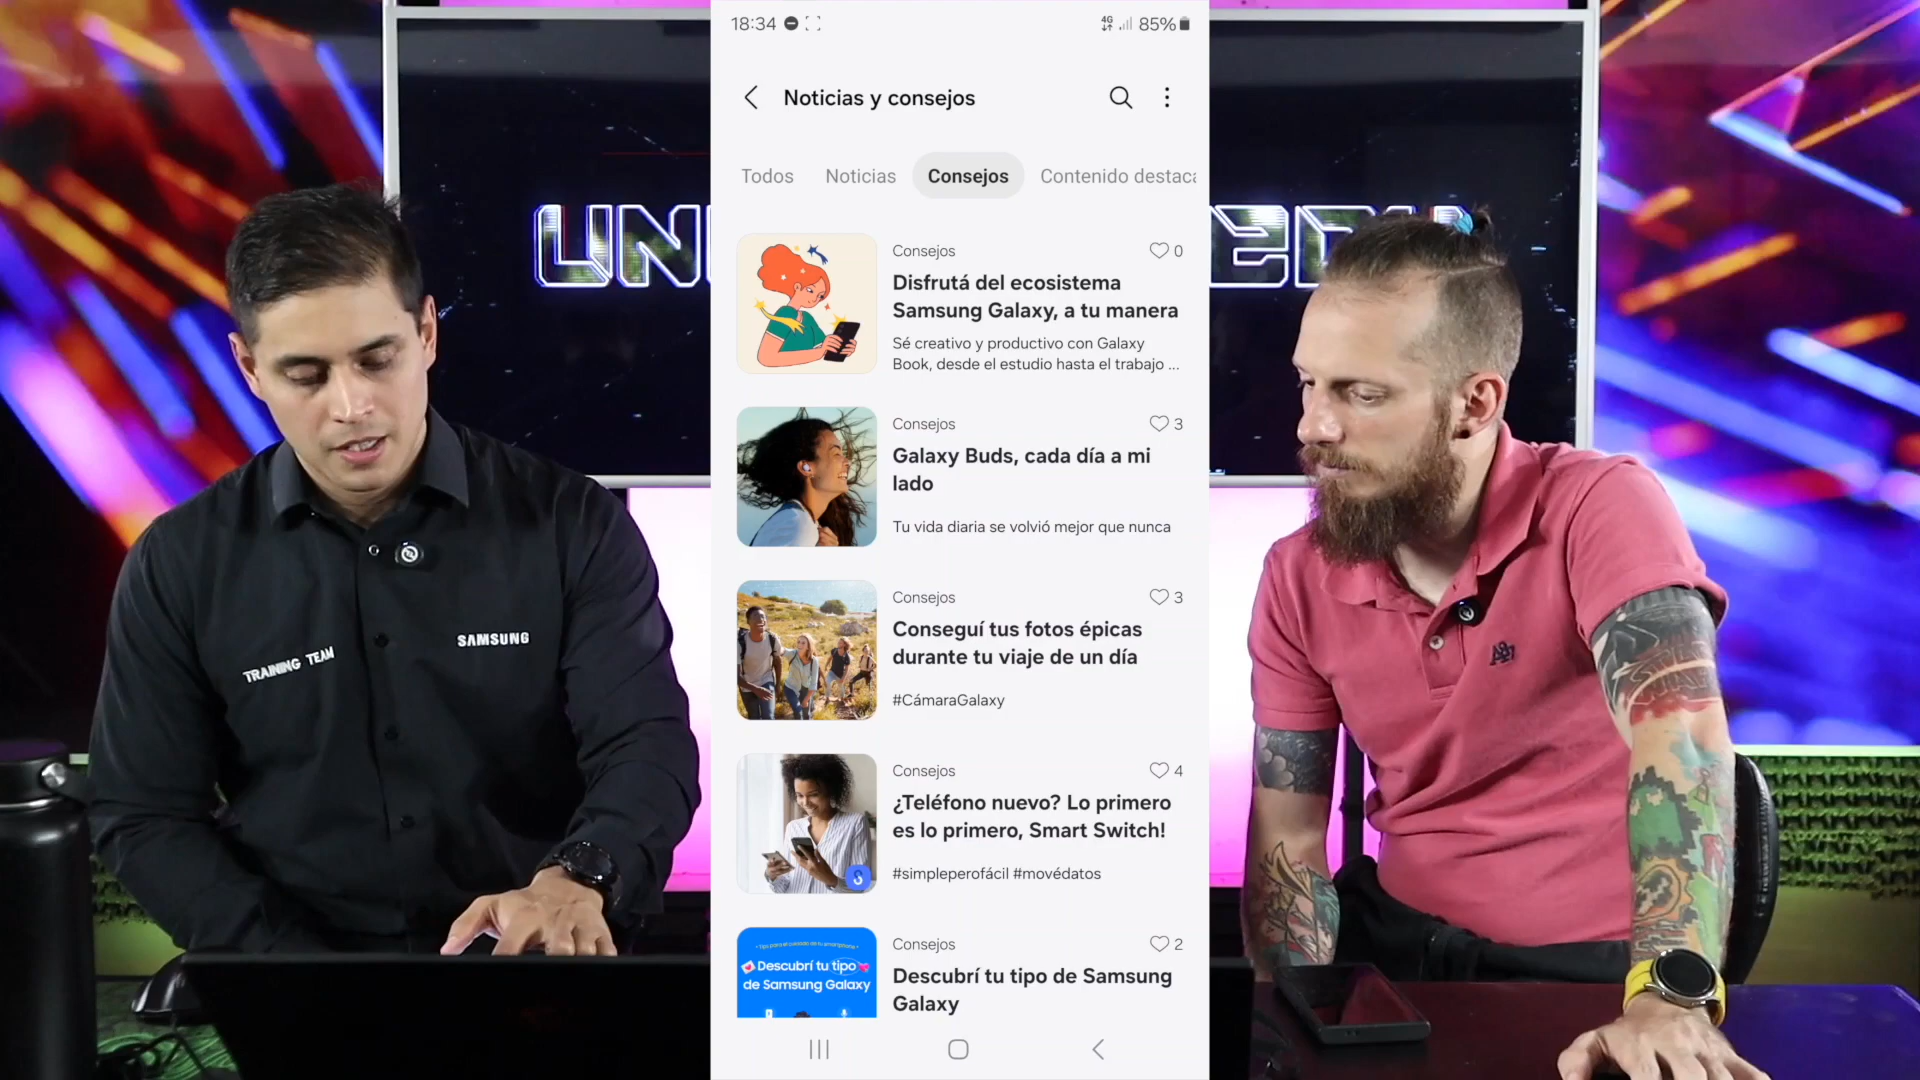 18:34
4G
85%
Noticias y consejos
Todos
Noticias
Consejos
Contenido destaca
Consejos
0
Disfrutá del ecosistema
Samsung Galaxy, a tu manera
Sé creativo y productivo con Galaxy
Book, desde el estudio hasta el trabajo ...
Consejos
3
Galaxy Buds, cada día a mi
lado
Tu vida diaria se volvió mejor que nunca
Consejos
3
Conseguí tus fotos épicas
durante tu viaje de un día
#CámaraGalaxy
Consejos
4
¿Teléfono nuevo? Lo primero
es lo primero, Smart Switch!
#simpleperofácil #movédatos
Descubrí tu tipo
de Samsung Galaxy
Consejos
2
Descubrí tu tipo de Samsung
Galaxy
TRAINING TEAM
SAMSUNG